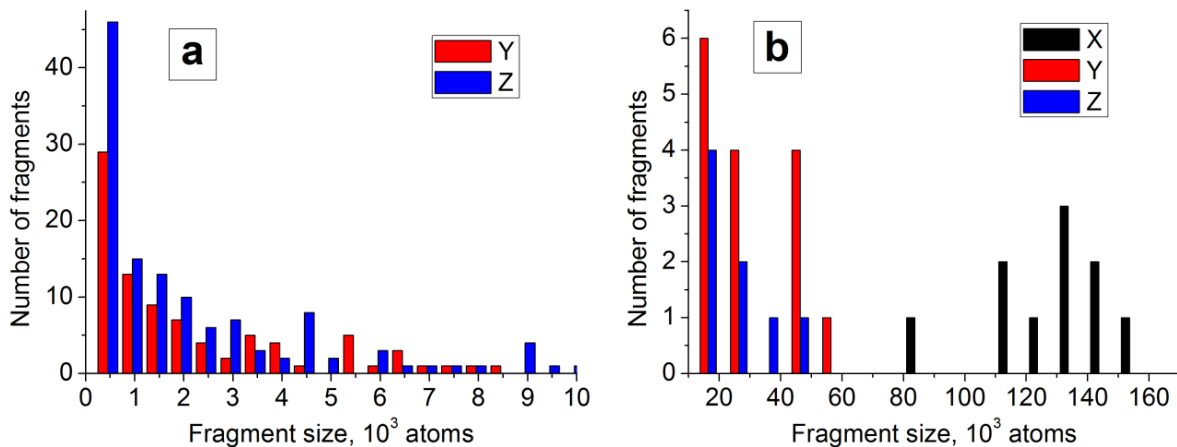 a
Y
Z
Number of fragments
40
30
20
10
0
0 1 2 3 4 5 6 7 8 9 10
Fragment size, 10³ atoms
b
X
Y
Z
Number of fragments
6
5
4
3
2
1
0
20 40 60 80 100 120 140 160
Fragment size, 10³ atoms